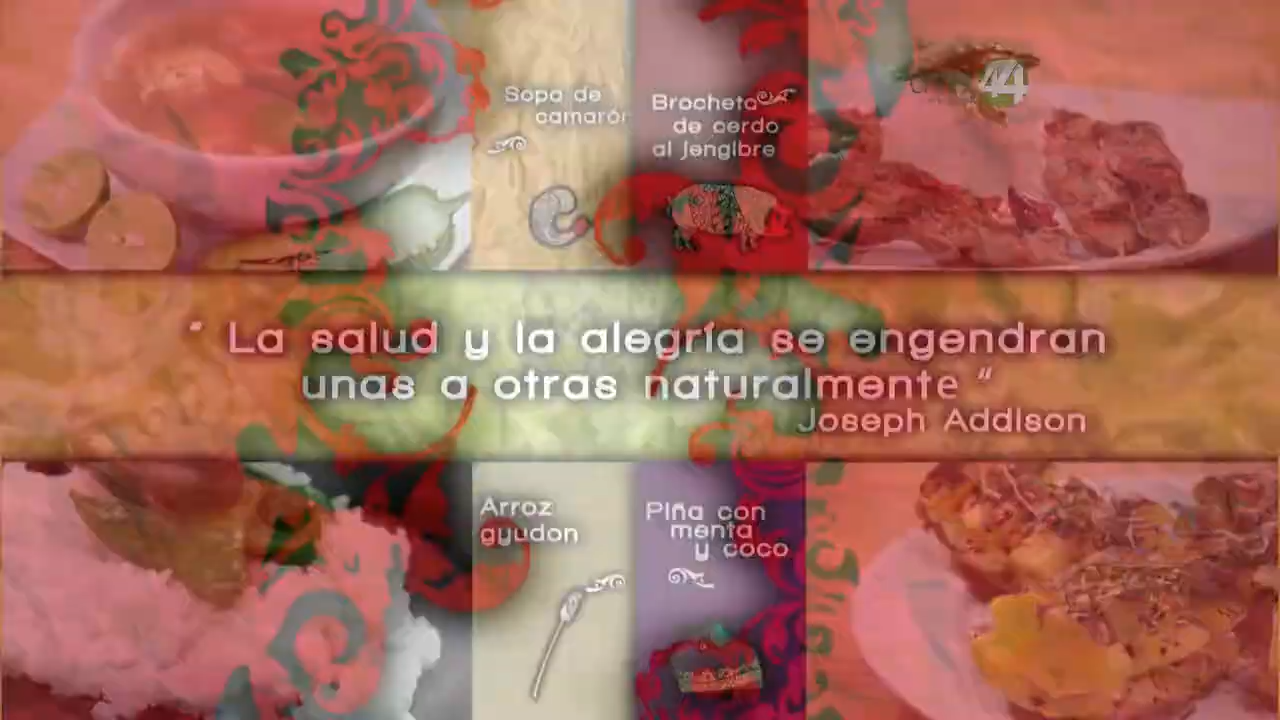 44
Sopa de
camarón
Brocheta
de cerdo
al jengibre
“ La salud y la alegría se engendran
unas a otras naturalmente “
Joseph Addison
Arroz
gyudon
Piña con
menta
y coco